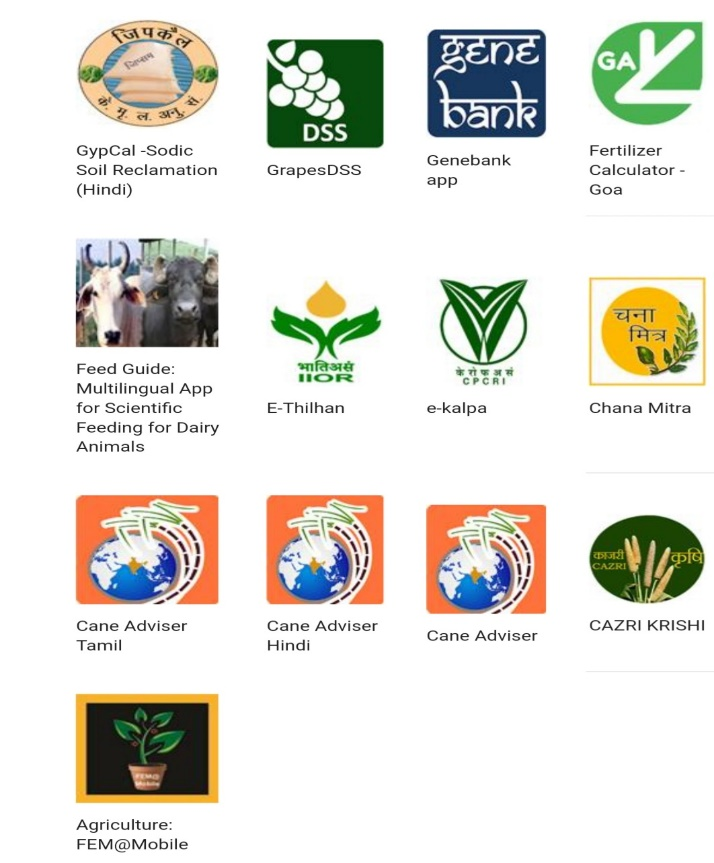 जिपकैल
जिप्सम
के. मृ. ल. अनु. सं.
GypCal -Sodic
Soil Reclamation
(Hindi)
DSS
GrapesDSS
gene
bank
Genebank
app
GA
Fertilizer
Calculator -
Goa
Feed Guide:
Multilingual App
for Scientific
Feeding for Dairy
Animals
भातिअसं
IIOR
E-Thilhan
के रो फ अ सं
CPCRI
e-kalpa
चना
मित्र
Chana Mitra
Cane Adviser
Tamil
Cane Adviser
Hindi
Cane Adviser
काजरी कृषि
CAZRI
CAZRI KRISHI
FEM@
Mobile
Agriculture:
FEM@Mobile